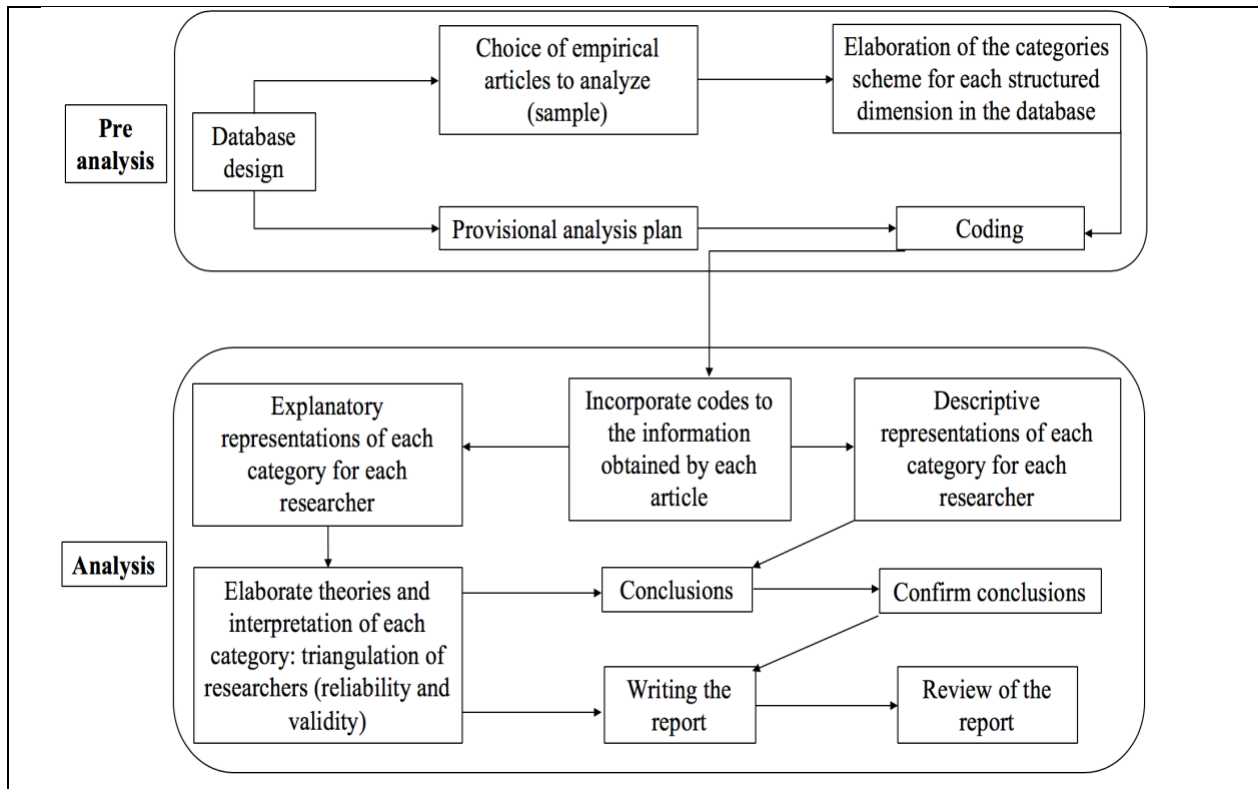 Pre
analysis
Database
design
Choice of empirical
articles to analyze
(sample)
Elaboration of the categories
scheme for each structured
dimension in the database
Provisional analysis plan
Coding
Analysis
Explanatory
representations of each
category for each
researcher
Incorporate codes to
the information
obtained by each
article
Descriptive
representations of each
category for each
researcher
Elaborate theories and
interpretation of each
category: triangulation of
researchers (reliability and
validity)
Conclusions
Confirm conclusions
Writing the
report
Review of the
report